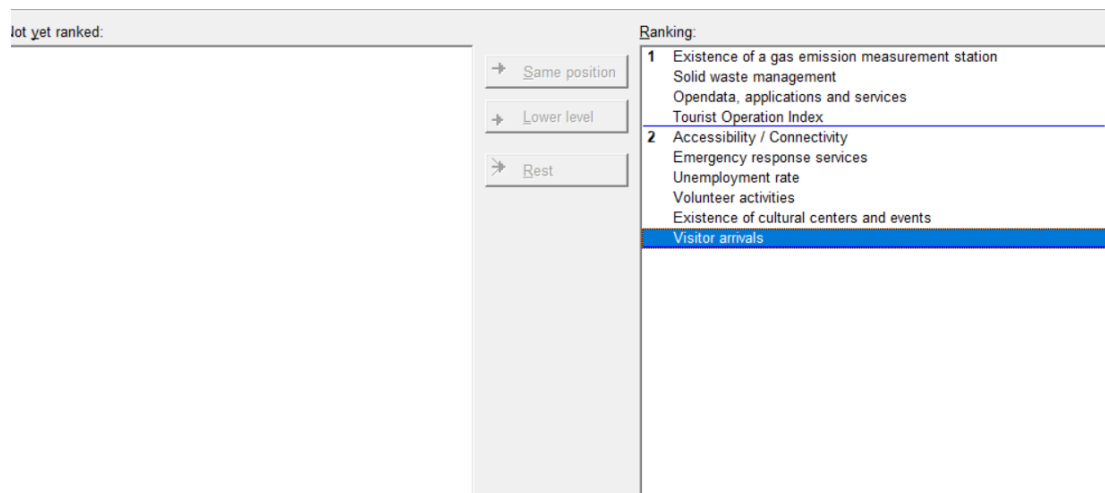 Not yet ranked:
Same position
Lower level
Rest
Ranking:
1 Existence of a gas emission measurement station
Solid waste management
Opendata, applications and services
Tourist Operation Index
2 Accessibility / Connectivity
Emergency response services
Unemployment rate
Volunteer activities
Existence of cultural centers and events
Visitor arrivals